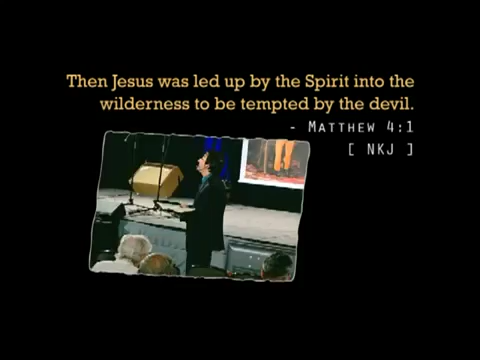 Then Jesus was led up by the Spirit into the
wilderness to be tempted by the devil.
- Matthew 4:1
[ NKJ ]